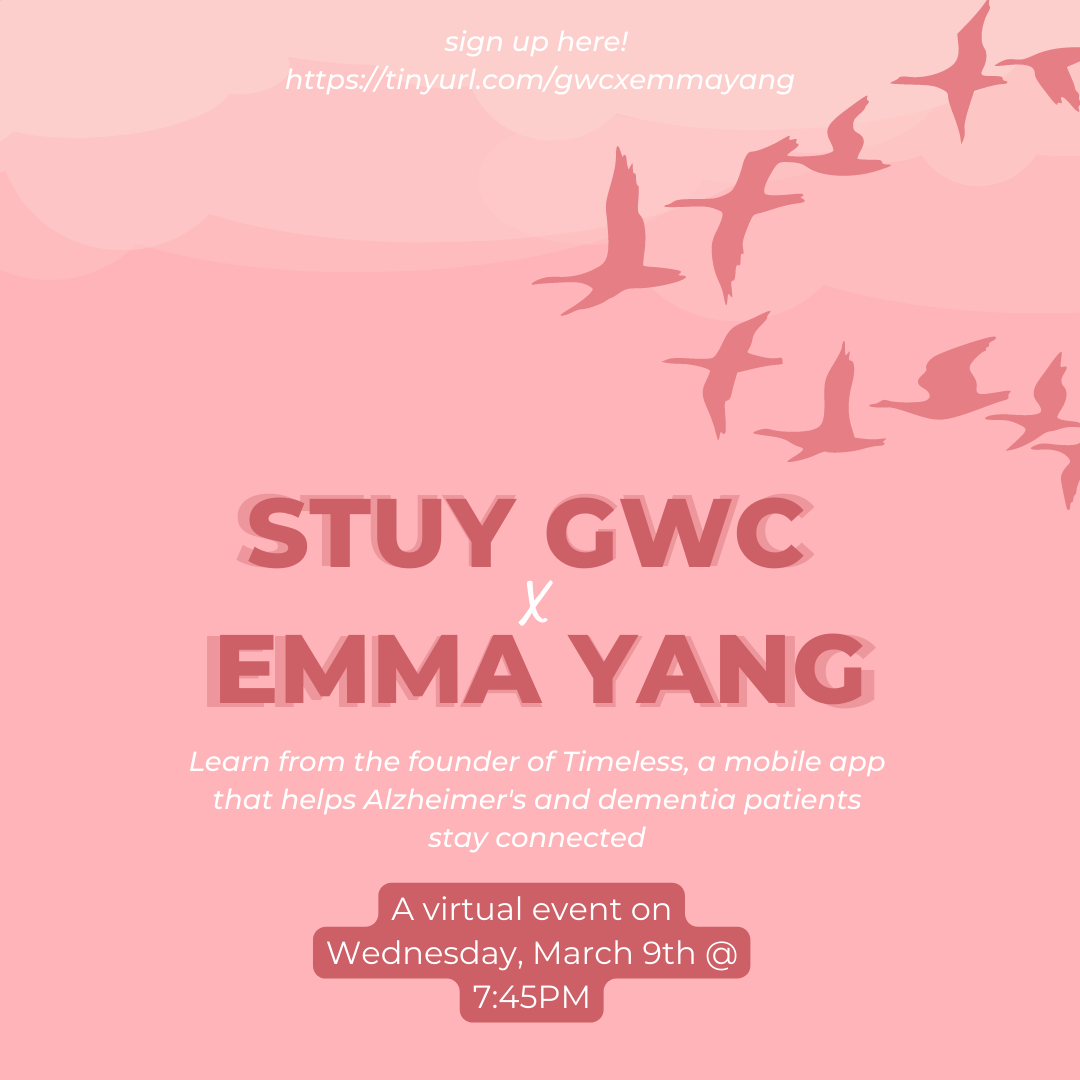 sign up here!
https://tinyurl.com/gwcxemmayang
STUY GWC
X
EMMA YANG
Learn from the founder of Timeless, a mobile app
that helps Alzheimer's and dementia patients
stay connected
A virtual event on
Wednesday, March 9th @
7:45PM